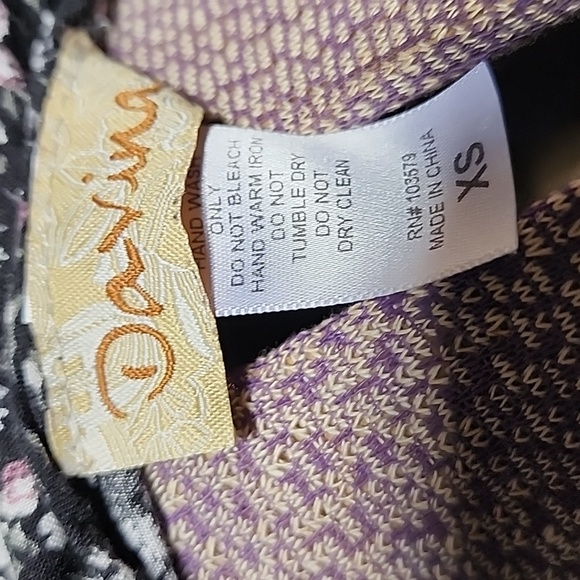 Davina
HAND WASH
ONLY
DO NOT BLEACH
HAND WARM IRON
DO NOT
TUMBLE DRY
DO NOT
DRY CLEAN
RN# 103579
MADE IN CHINA
XS